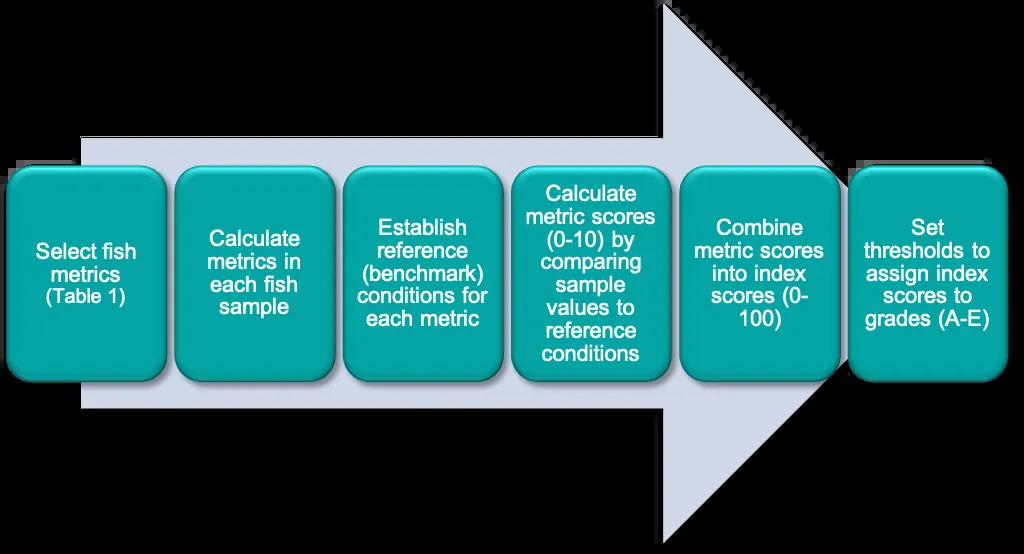 Select fish
metrics
(Table 1)
Calculate
metrics in
each fish
sample
Establish
reference
(benchmark)
conditions for
each metric
Calculate
metric scores
(0-10) by
comparing
sample
values to
reference
conditions
Combine
metric scores
into index
scores (0-
100)
Set
thresholds to
assign index
scores to
grades (A-E)